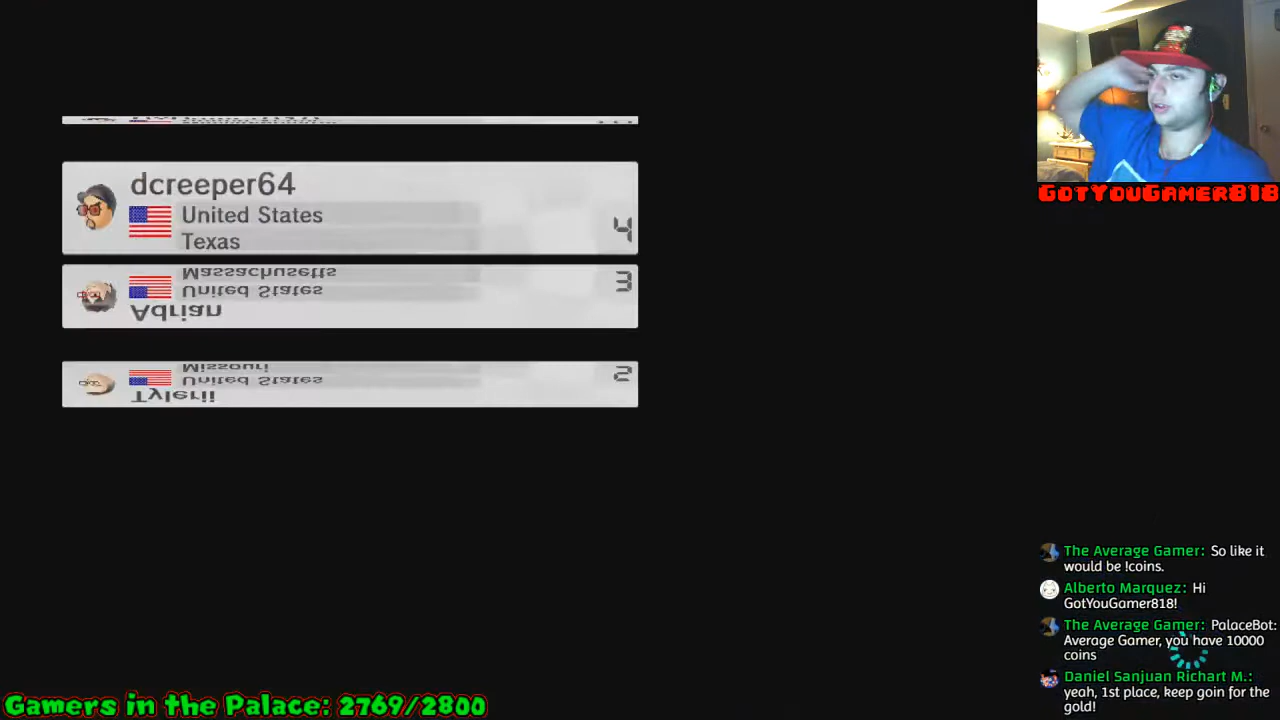 dcreeper64
United States
Texas
4
Massachusetts
United States
3
Adrian
Missouri
United States
Tylerii
GOTYOUGAMER818
The Average Gamer: So like it
would be !coins.
Alberto Marquez: Hi
GotYouGamer818!
The Average Gamer: PalaceBot:
Average Gamer, you have 10000
coins
Daniel Sanjuan Richart M.:
yeah, 1st place, keep goin for the
gold!
Gamers in the Palace: 2769/2800